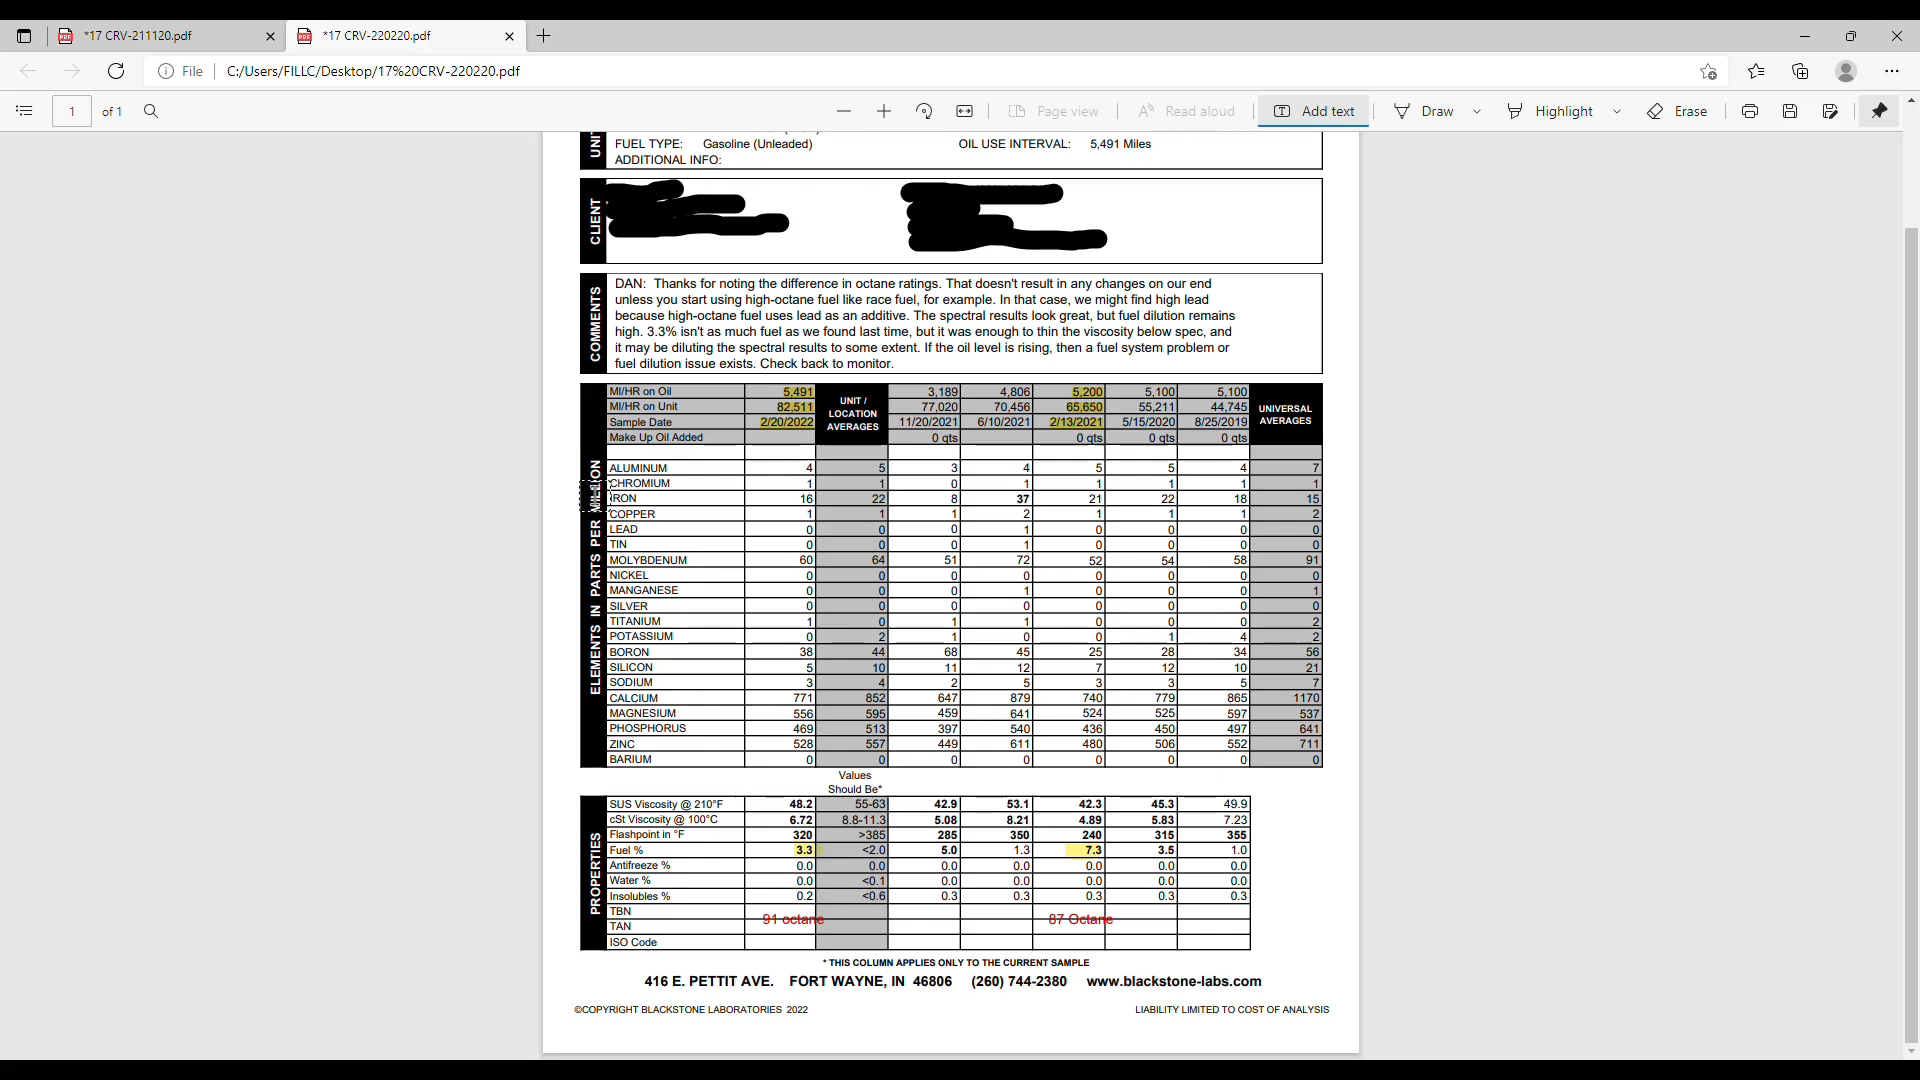 *17 CRV-211120.pdf
*17 CRV-220220.pdf
File C:/Users/FILLC/Desktop/17%20CRV-220220.pdf
1 of 1 Page view Read aloud Add text Draw Highlight Erase
UNIT
FUEL TYPE: Gasoline (Unleaded) OIL USE INTERVAL: 5,491 Miles
ADDITIONAL INFO:
CLIENT
COMMENTS
DAN: Thanks for noting the difference in octane ratings. That doesn't result in any changes on our end
unless you start using high-octane fuel like race fuel, for example. In that case, we might find high lead
because high-octane fuel uses lead as an additive. The spectral results look great, but fuel dilution remains
high. 3.3% isn't as much fuel as we found last time, but it was enough to thin the viscosity below spec, and
it may be diluting the spectral results to some extent. If the oil level is rising, then a fuel system problem or
fuel dilution issue exists. Check back to monitor.
MI/HR on Oil 5,491 UNIT / LOCATION AVERAGES 3,189 4,806 5,200 5,100 5,100 UNIVERSAL AVERAGES
MI/HR on Unit 82,511 77,020 70,456 65,650 55,211 44,745
Sample Date 2/20/2022 11/20/2021 6/10/2021 2/13/2021 5/15/2020 8/25/2019
Make Up Oil Added 0 qts 0 qts 0 qts 0 qts
ELEMENTS IN PARTS PER MILLION
ALUMINUM 4 5 3 4 5 5 4 7
CHROMIUM 1 1 0 1 1 1 1 1
IRON 16 22 8 37 21 22 18 15
COPPER 1 1 1 2 1 1 1 2
LEAD 0 0 0 1 0 0 0 0
TIN 0 0 0 1 0 0 0 0
MOLYBDENUM 60 64 51 72 52 54 58 91
NICKEL 0 0 0 0 0 0 0 0
MANGANESE 0 0 0 1 0 0 0 1
SILVER 0 0 0 0 0 0 0 0
TITANIUM 1 0 1 1 0 0 0 2
POTASSIUM 0 2 1 0 0 1 4 2
BORON 38 44 68 45 25 28 34 56
SILICON 5 10 11 12 7 12 10 21
SODIUM 3 4 2 5 3 3 5 7
CALCIUM 771 852 647 879 740 779 865 1170
MAGNESIUM 556 595 459 641 524 525 597 537
PHOSPHORUS 469 513 397 540 436 450 497 641
ZINC 528 557 449 611 480 506 552 711
BARIUM 0 0 0 0 0 0 0 0
Values
Should Be*
PROPERTIES
SUS Viscosity @ 210°F 48.2 55-63 42.9 53.1 42.3 45.3 49.9
cSt Viscosity @ 100°C 6.72 8.8-11.3 5.08 8.21 4.89 5.83 7.23
Flashpoint in °F 320 >385 285 350 240 315 355
Fuel % 3.3 <2.0 5.0 1.3 7.3 3.5 1.0
Antifreeze % 0.0 0.0 0.0 0.0 0.0 0.0 0.0
Water % 0.0 <0.1 0.0 0.0 0.0 0.0 0.0
Insolubles % 0.2 <0.6 0.3 0.3 0.3 0.3 0.3
TBN
91 octane 87 Octane
TAN
ISO Code
* THIS COLUMN APPLIES ONLY TO THE CURRENT SAMPLE
416 E. PETTIT AVE. FORT WAYNE, IN 46806 (260) 744-2380 www.blackstone-labs.com
©COPYRIGHT BLACKSTONE LABORATORIES 2022 LIABILITY LIMITED TO COST OF ANALYSIS